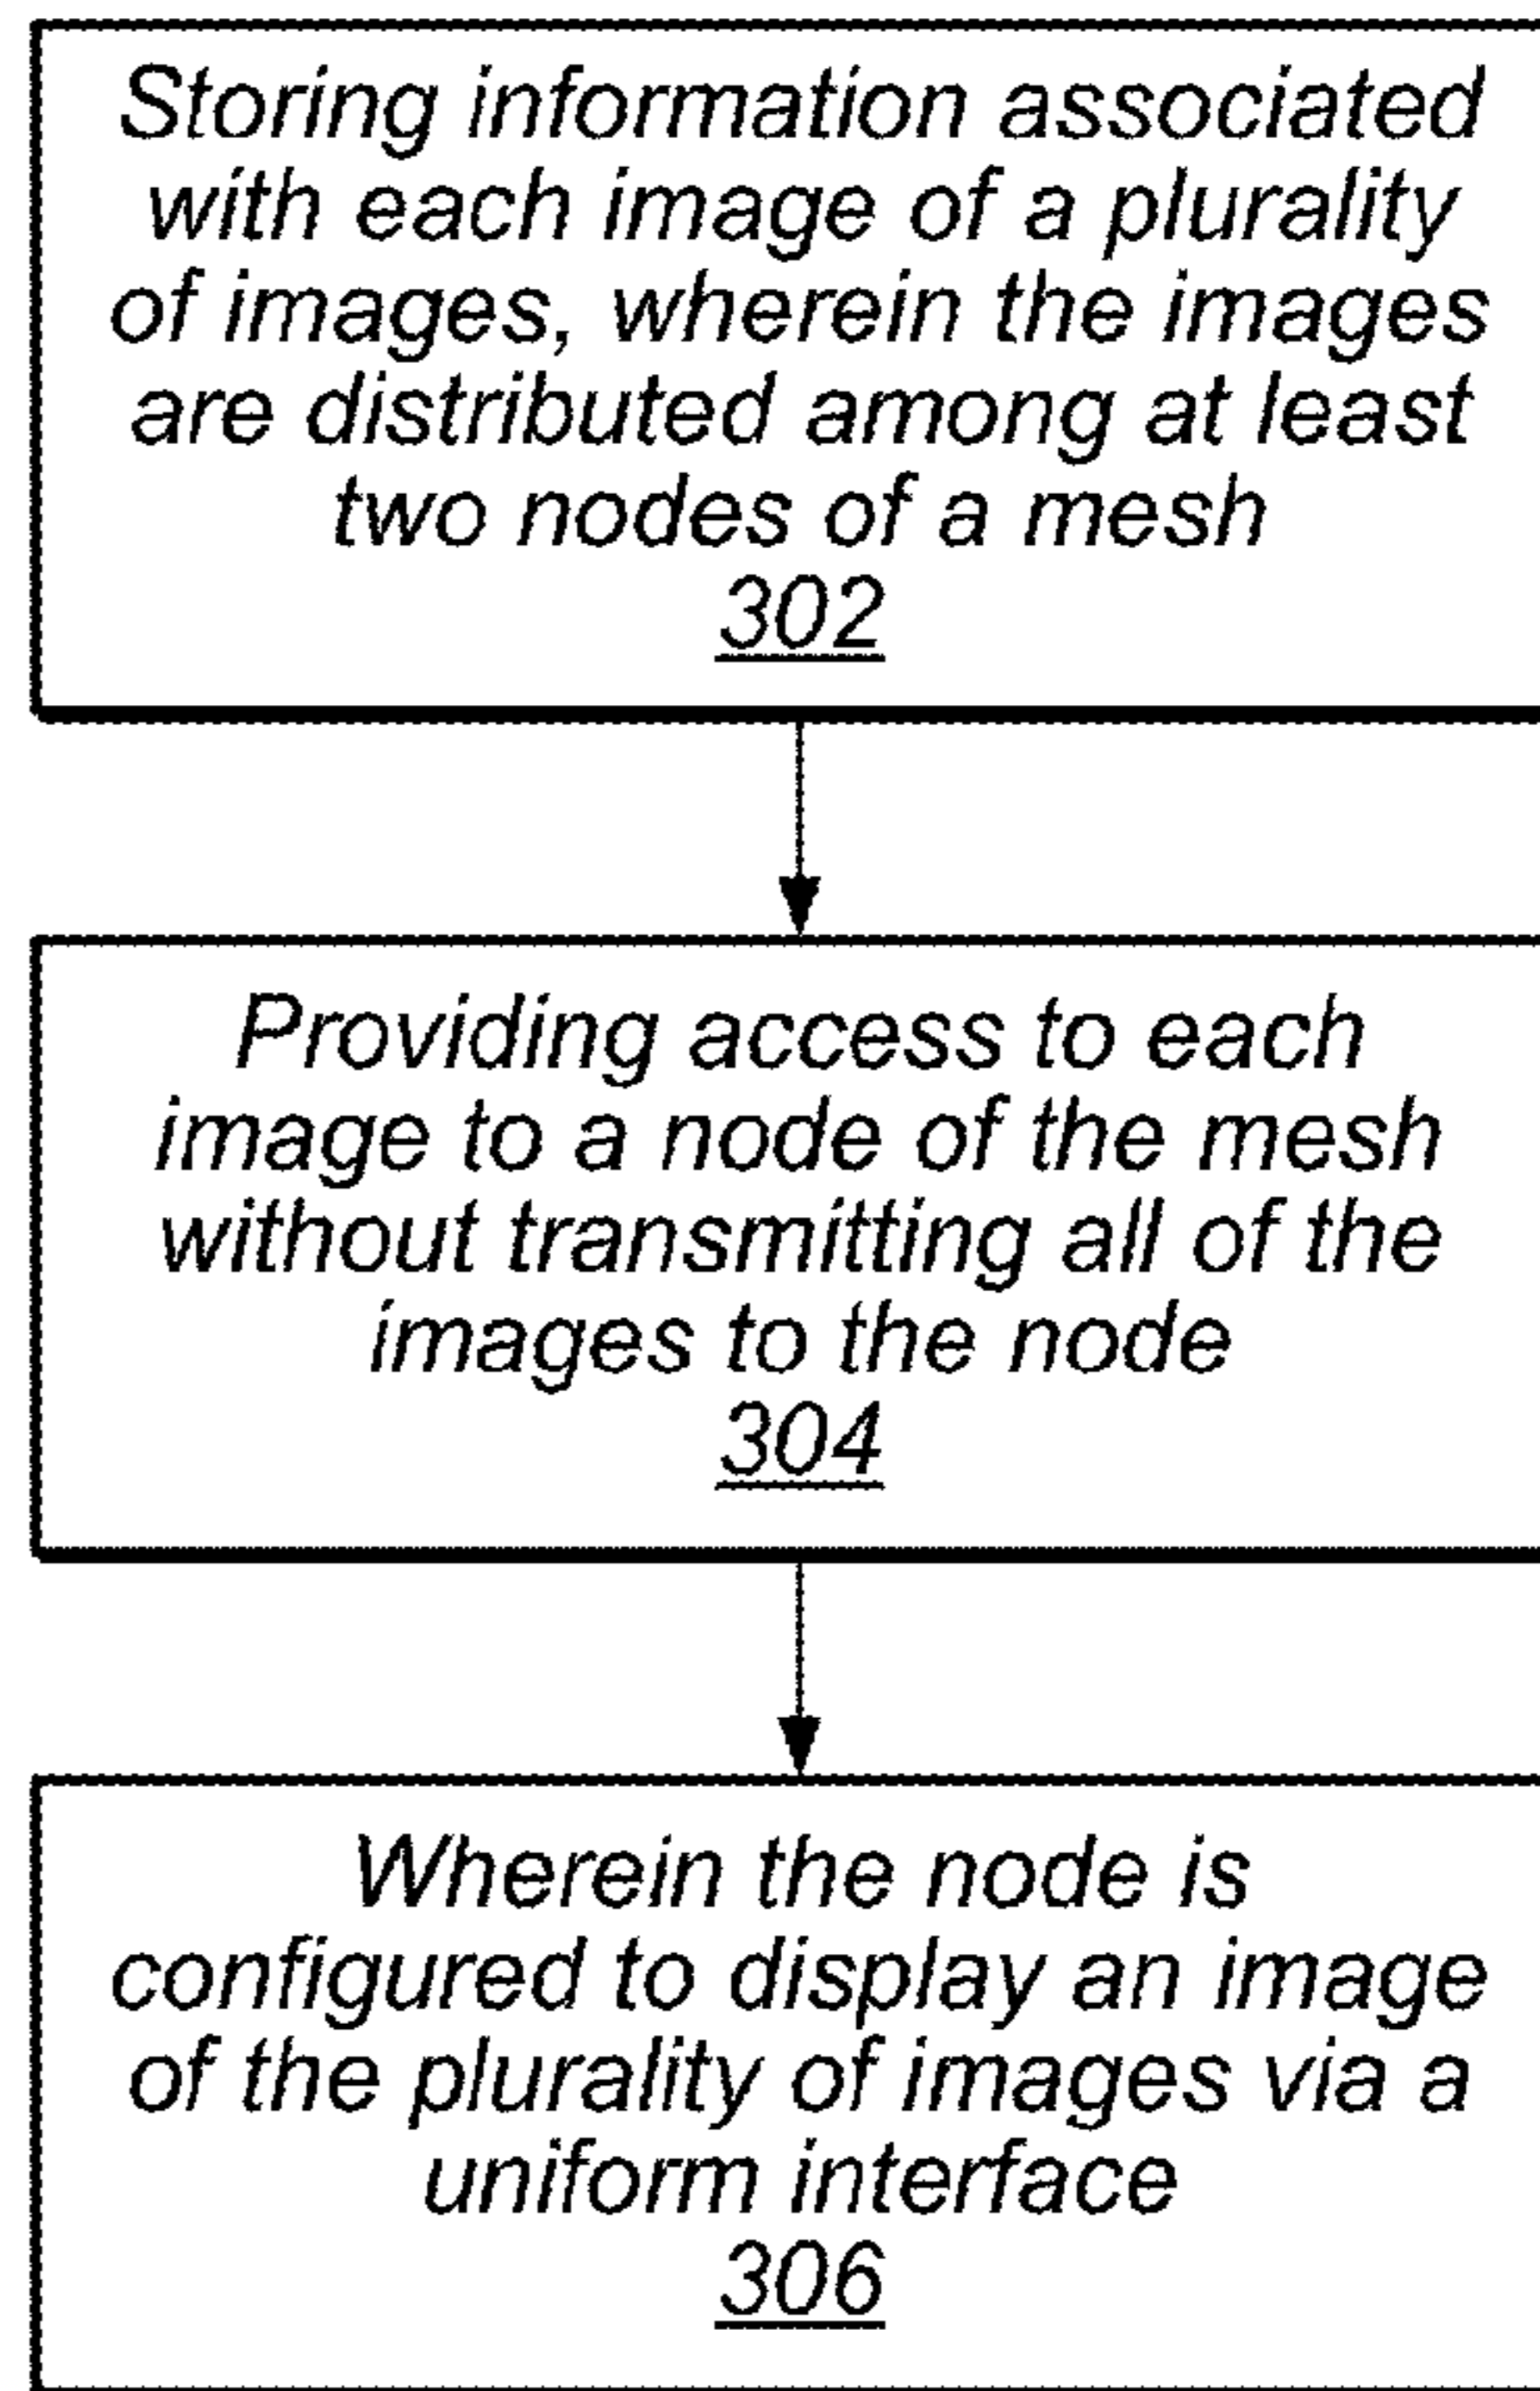 Storing information associated
with each image of a plurality
of images, wherein the images
are distributed among at least
two nodes of a mesh
302
Providing access to each
image to a node of the mesh
without transmitting all of the
images to the node
304
Wherein the node is
configured to display an image
of the plurality of images via a
uniform interface
306